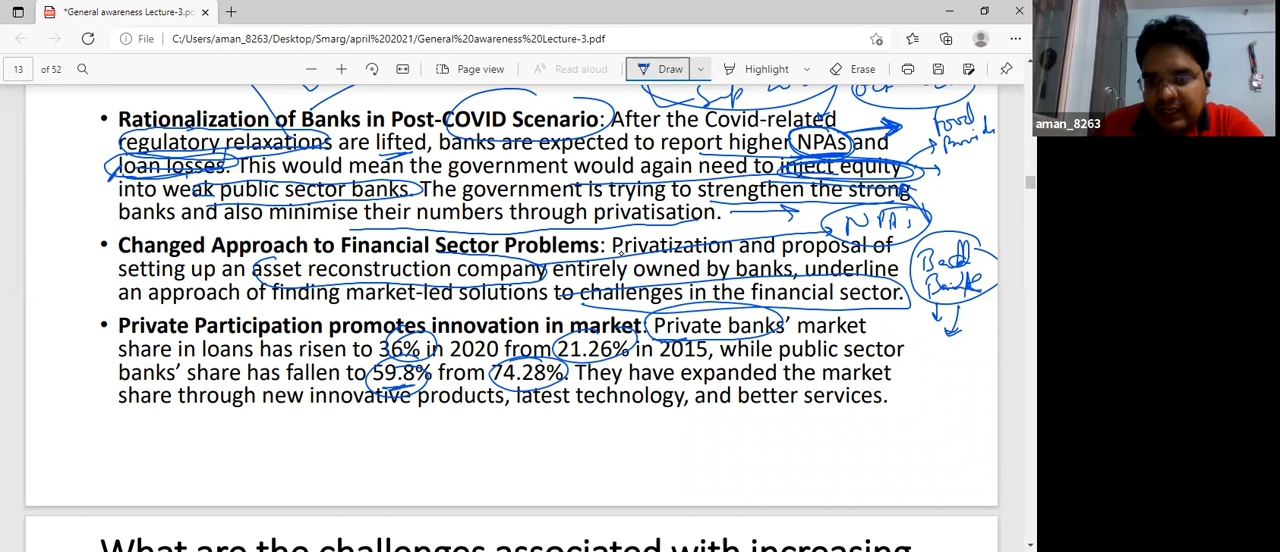 *General awareness Lecture-3.pd
File
C:/Users/aman_8263/Desktop/Smarg/april%202021/General%20awareness%20Lecture-3.pdf
13 of 52
Page view
Read aloud
Draw
Highlight
Erase
aman_8263
• Rationalization of Banks in Post-COVID Scenario: After the Covid-related
regulatory relaxations are lifted, banks are expected to report higher NPAs and
loan losses. This would mean the government would again need to inject equity
into weak public sector banks. The government is trying to strengthen the strong
banks and also minimise their numbers through privatisation.
NPA's
• Changed Approach to Financial Sector Problems: Privatization and proposal of
setting up an asset reconstruction company entirely owned by banks, underline
an approach of finding market-led solutions to challenges in the financial sector.
• Private Participation promotes innovation in market: Private banks' market
share in loans has risen to 36% in 2020 from 21.26% in 2015, while public sector
banks' share has fallen to 59.8% from 74.28%. They have expanded the market
share through new innovative products, latest technology, and better services.
What are the challenges associated with increasing